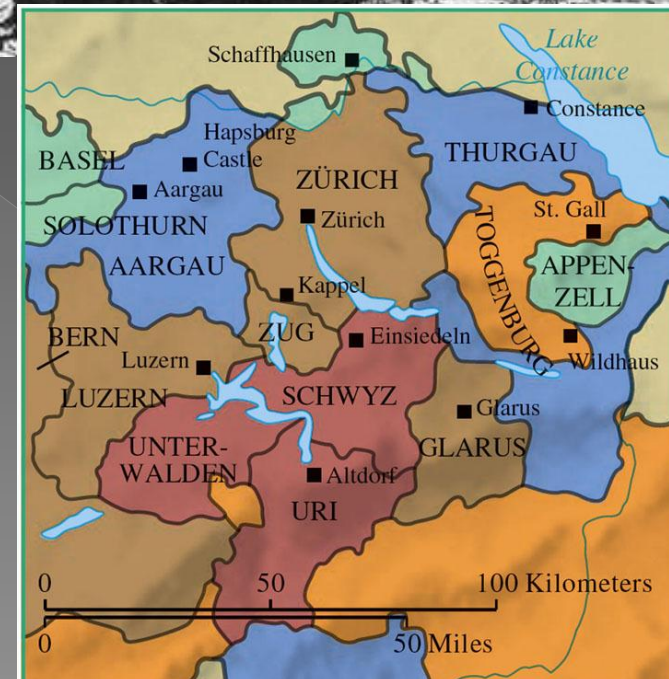 Schaffhausen
Lake
Constance
Hapsburg
Castle
Constance
BASEL
THURGAU
Aargau
ZÜRICH
SOLOTHURN
Zürich
St. Gall
TOGGENBURG
AARGAU
APPEN-
ZELL
Kappel
BERN
ZUG
Einsiedeln
Wildhaus
Luzern
LUZERN
SCHWYZ
Glarus
UNTER-
WALDEN
GLARUS
Altdorf
URI
0 50 100 Kilometers
0 50 Miles